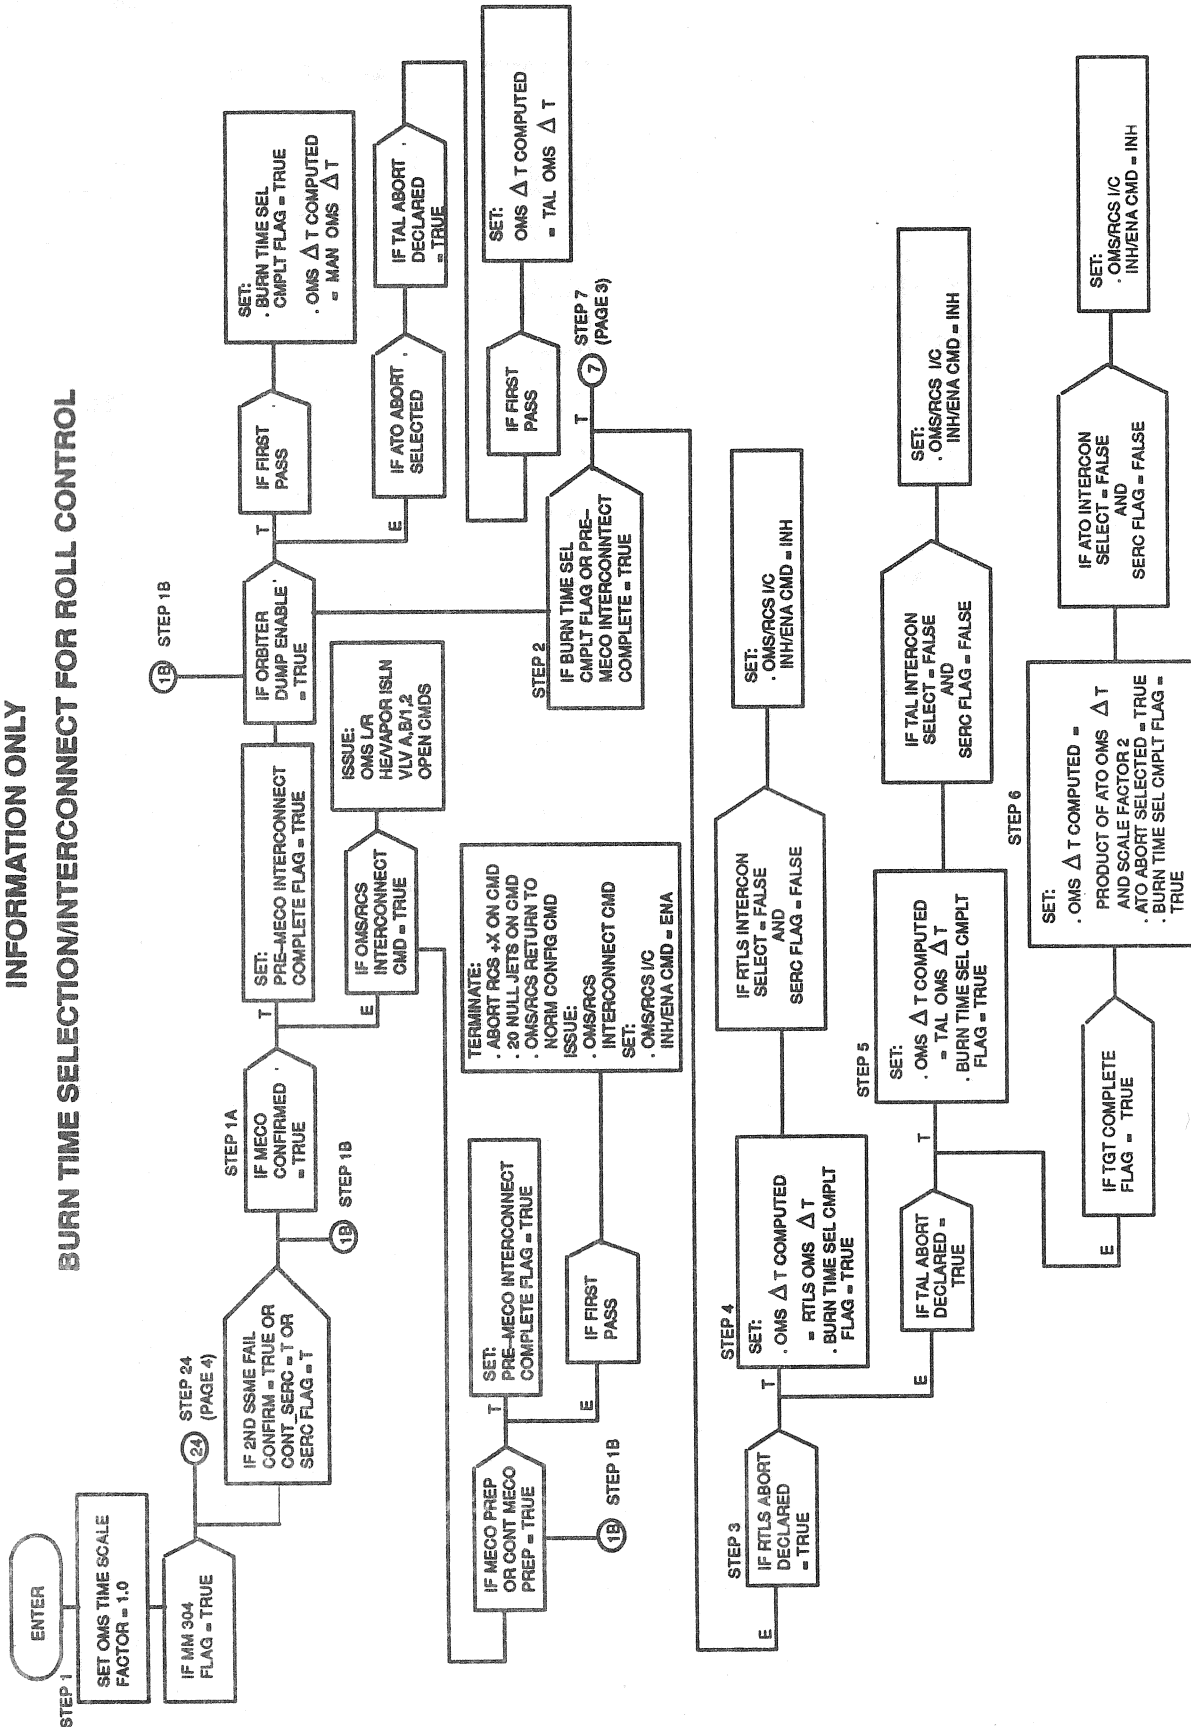 INFORMATION ONLY
BURN TIME SELECTION/INTERCONNECT FOR ROLL CONTROL
ENTER
STEP 1
SET OMS TIME SCALE
FACTOR = 1.0
IF MM 304
FLAG = TRUE
24
STEP 24
(PAGE 4)
IF 2ND SSME FAIL
CONFIRM = TRUE OR
CONT_SERC = T OR
SERC FLAG = T
1B
STEP 1B
STEP 1A
IF MECO
CONFIRMED
= TRUE
T
SET:
PRE-MECO INTERCONNECT
COMPLETE FLAG = TRUE
E
IF OMS/RCS
INTERCONNECT
CMD = TRUE
ISSUE:
OMS L/R
HE/VAPOR ISLN
VLV A,B/1,2
OPEN CMDS
1B
STEP 1B
IF ORBITER
DUMP ENABLE
= TRUE
T
IF FIRST
PASS
SET:
. BURN TIME SEL
CMPLT FLAG = TRUE
. OMS Δ T COMPUTED
= MAN OMS Δ T
E
IF ATO ABORT
SELECTED
IF TAL ABORT
DECLARED
= TRUE
IF FIRST
PASS
SET:
OMS Δ T COMPUTED
= TAL OMS Δ T
IF MECO PREP
OR CONT MECO
PREP = TRUE
1B
STEP 1B
T
SET:
PRE-MECO INTERCONNECT
COMPLETE FLAG = TRUE
E
IF FIRST
PASS
TERMINATE:
. ABORT RCS +X ON CMD
. 20 NULL JETS ON CMD
. OMS/RCS RETURN TO
NORM CONFIG CMD
ISSUE:
. OMS/RCS
INTERCONNECT CMD
SET:
. OMS/RCS I/C
INH/ENA CMD = ENA
STEP 2
IF BURN TIME SEL
CMPLT FLAG OR PRE-
MECO INTERCONNTECT
COMPLETE = TRUE
T
7
STEP 7
(PAGE 3)
E
STEP 3
IF RTLS ABORT
DECLARED
= TRUE
T
STEP 4
SET:
. OMS Δ T COMPUTED
= RTLS OMS Δ T
. BURN TIME SEL CMPLT
FLAG = TRUE
IF RTLS INTERCON
SELECT = FALSE
AND
SERC FLAG = FALSE
SET:
. OMS/RCS I/C
INH/ENA CMD = INH
E
IF TAL ABORT
DECLARED =
TRUE
T
STEP 5
SET:
. OMS Δ T COMPUTED
= TAL OMS Δ T
. BURN TIME SEL CMPLT
FLAG = TRUE
IF TAL INTERCON
SELECT = FALSE
AND
SERC FLAG = FALSE
SET:
. OMS/RCS I/C
INH/ENA CMD = INH
E
IF TGT COMPLETE
FLAG = TRUE
STEP 6
SET:
. OMS Δ T COMPUTED =
PRODUCT OF ATO OMS Δ T
AND SCALE FACTOR 2
. ATO ABORT SELECTED = TRUE
. BURN TIME SEL CMPLT FLAG =
TRUE
IF ATO INTERCON
SELECT = FALSE
AND
SERC FLAG = FALSE
SET:
. OMS/RCS I/C
INH/ENA CMD = INH